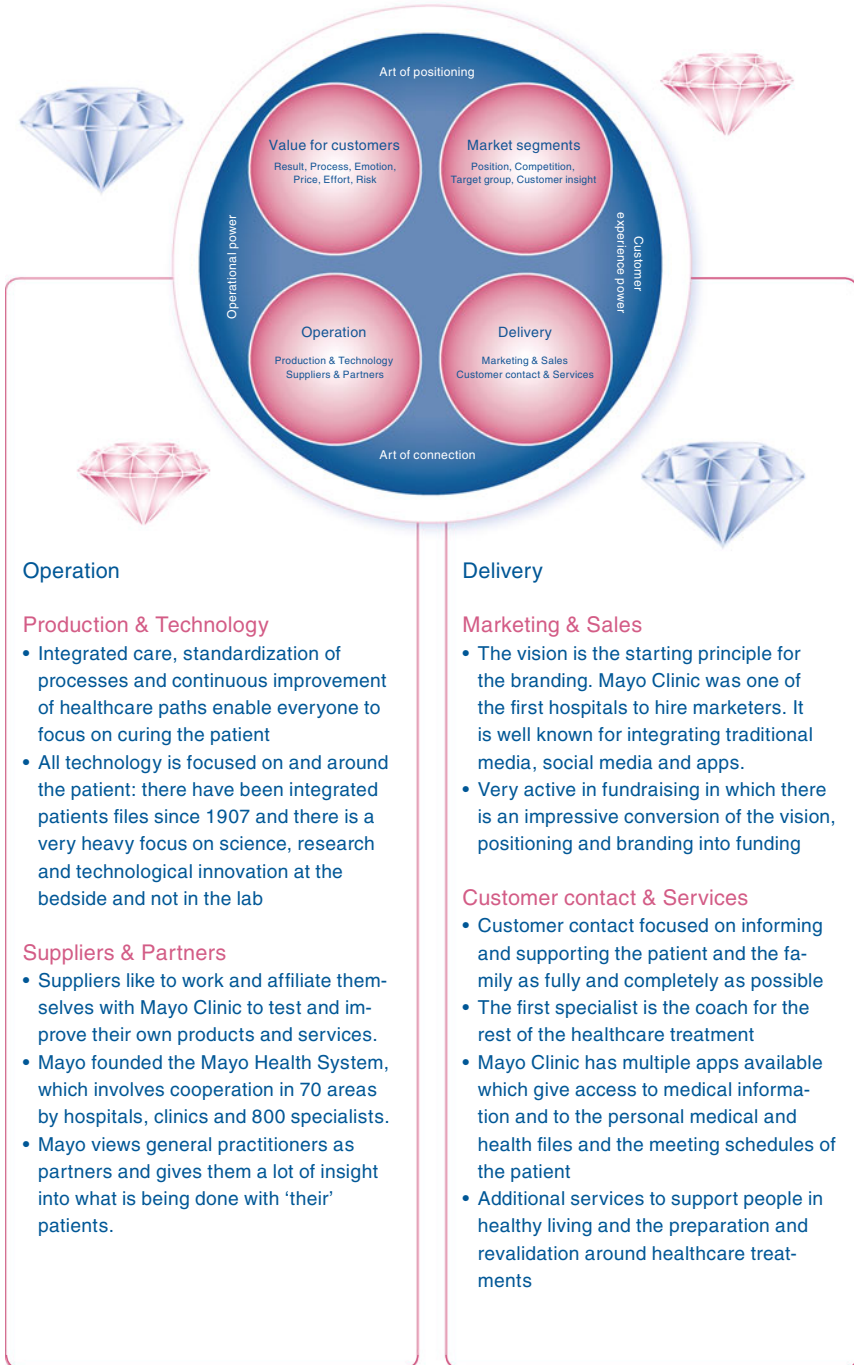 Art of positioning
Value for customers
Result, Process, Emotion,
Price, Effort, Risk
Market segments
Position, Competition,
Target group, Customer insight
Operational power
Customer
experience power
Operation
Production & Technology
Suppliers & Partners
Delivery
Marketing & Sales
Customer contact & Services
Art of connection
Operation
Production & Technology
• Integrated care, standardization of
processes and continuous improvement
of healthcare paths enable everyone to
focus on curing the patient
• All technology is focused on and around
the patient: there have been integrated
patients files since 1907 and there is a
very heavy focus on science, research
and technological innovation at the
bedside and not in the lab
Suppliers & Partners
• Suppliers like to work and affiliate them-
selves with Mayo Clinic to test and im-
prove their own products and services.
• Mayo founded the Mayo Health System,
which involves cooperation in 70 areas
by hospitals, clinics and 800 specialists.
• Mayo views general practitioners as
partners and gives them a lot of insight
into what is being done with ‘their’
patients.
Delivery
Marketing & Sales
• The vision is the starting principle for
the branding. Mayo Clinic was one of
the first hospitals to hire marketers. It
is well known for integrating traditional
media, social media and apps.
• Very active in fundraising in which there
is an impressive conversion of the vision,
positioning and branding into funding
Customer contact & Services
• Customer contact focused on informing
and supporting the patient and the fa-
mily as fully and completely as possible
• The first specialist is the coach for the
rest of the healthcare treatment
• Mayo Clinic has multiple apps available
which give access to medical informa-
tion and to the personal medical and
health files and the meeting schedules of
the patient
• Additional services to support people in
healthy living and the preparation and
revalidation around healthcare treat-
ments